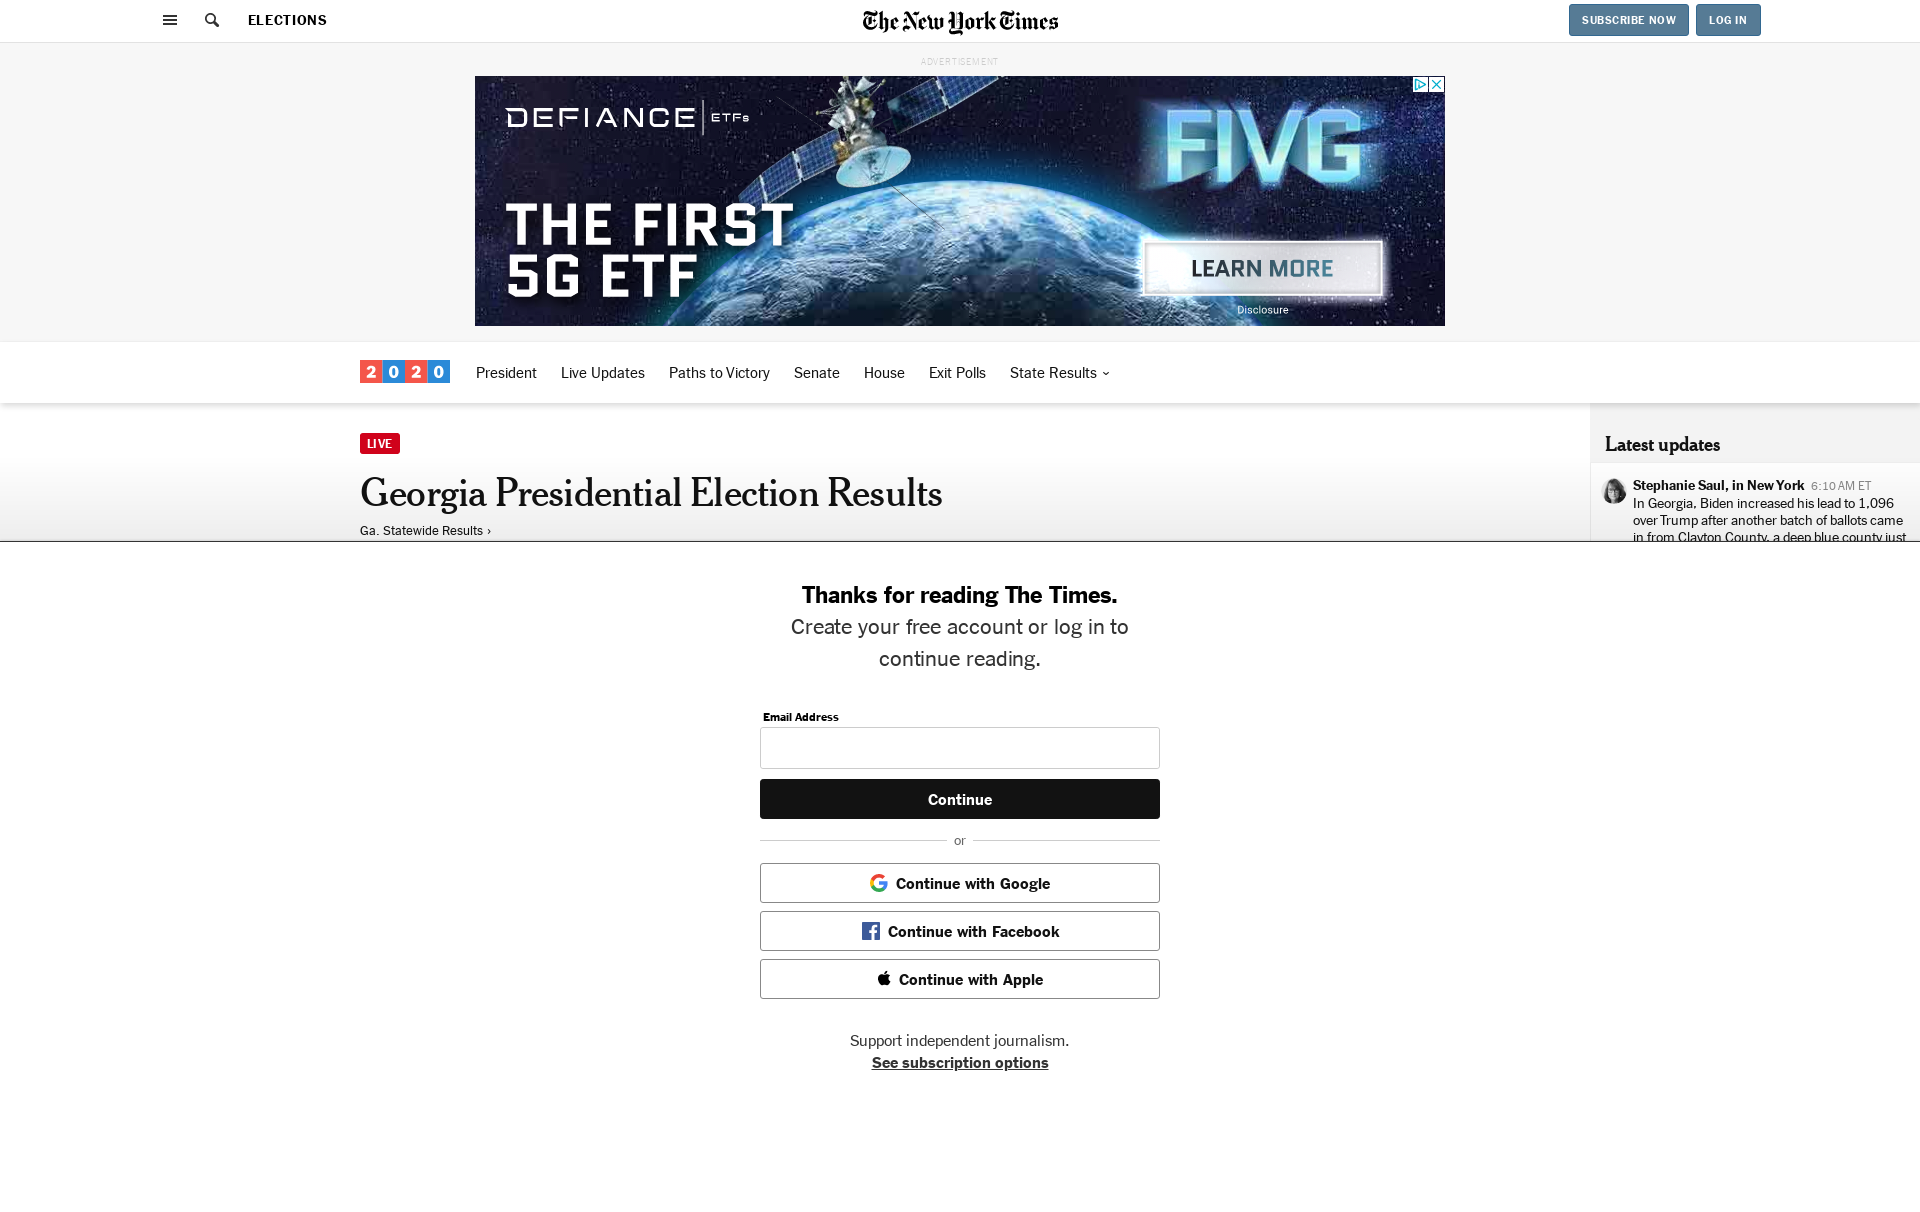 ELECTIONS
The New York Times
SUBSCRIBE NOW
LOG IN
ADVERTISEMENT
DEFIANCE ETFs
FIVG
THE FIRST
5G ETF
LEARN MORE
Disclosure
2020
President
Live Updates
Paths to Victory
Senate
House
Exit Polls
State Results
LIVE
Georgia Presidential Election Results
Ga. Statewide Results ›
Latest updates
Stephanie Saul, in New York 6:10 AM ET
In Georgia, Biden increased his lead to 1,096
over Trump after another batch of ballots came
in from Clayton County, a deep blue county just
Thanks for reading The Times.
Create your free account or log in to
continue reading.
Email Address
Continue
or
Continue with Google
Continue with Facebook
Continue with Apple
Support independent journalism.
See subscription options